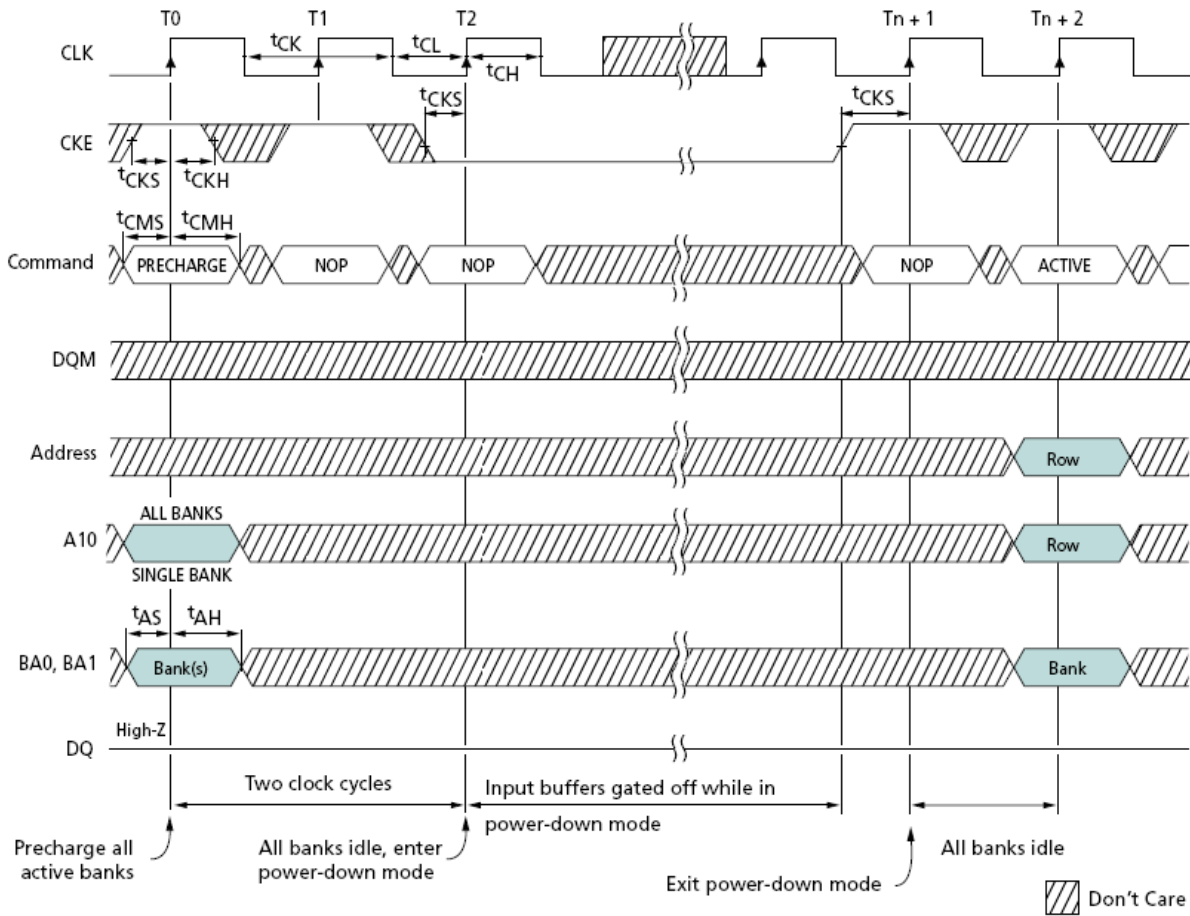 T0 T1 T2 Tn + 1 Tn + 2
CLK
tCK tCL
tCH
tCKS tCKS
CKE
tCKS tCKH
tCMS tCMH
Command PRECHARGE NOP NOP NOP ACTIVE
DQM
Address Row
ALL BANKS
A10 Row
SINGLE BANK
tAS tAH
BA0, BA1 Bank(s) Bank
High-Z
DQ
Two clock cycles
Input buffers gated off while in
power-down mode
Precharge all
active banks
All banks idle, enter
power-down mode
Exit power-down mode
All banks idle
Don't Care